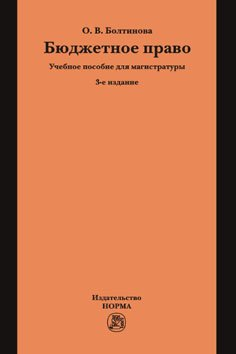 О. В. Болтинова
Бюджетное право
Учебное пособие для магистратуры
3-е издание
Издательство
НОРМА